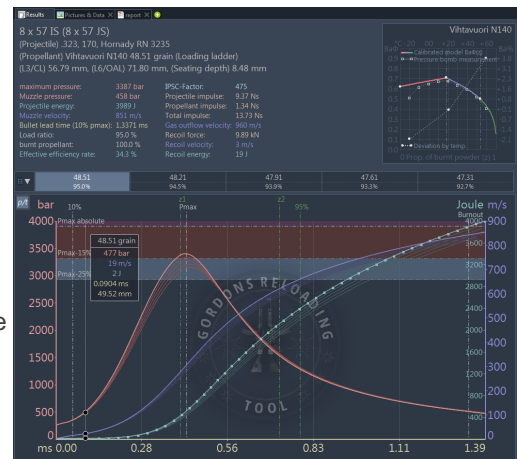 Results Pictures & Data report
8 x 57 IS (8 x 57 JS)
(Projectile) .323, 170, Hornady RN 3235
(Propellant) Vihtavuori N140 48.51 grain (Loading ladder)
(L3/CL) 56.79 mm, (L6/OAL) 71.80 mm, (Seating depth) 8.48 mm
maximum pressure: 3387 bar IPSC-Factor: 475
Muzzle pressure: 458 bar Projectile impulse: 9.37 Ns
Projectile energy: 3989 J Propellant impulse: 1.34 Ns
Muzzle velocity: 851 m/s Total impulse: 13.73 Ns
Bullet lead time (10% pmax): 1.3371 ms Gas outflow velocity: 960 m/s
Load ratio: 95.0 % Recoil force: 9.89 kN
burnt propellant: 100.0 % Recoil velocity: 3 m/s
Effective efficiency rate: 34.3 % Recoil energy: 19 J
Vihtavuori N140
Calibrated model Ba(φ)
Pressure bomb measurement
Deviation by temp.
0 Prop. of burnt powder (z) 1
48.51 48.21 47.91 47.61 47.31
95.0% 94.5% 93.9% 93.3% 92.7%
p/t bar 10% z1 Pmax z2 95% Joule m/s
Burnout
4000 Pmax absolute 4000 900
3500 3600 800
Pmax-15%
3000 3200 700
Pmax-25%
2500 2800 600
2000 2400 500
1500 2000 400
1000 1600 300
500 1200 200
0 800 100
400 0
0
48.51 grain
477 bar
19 m/s
2 J
0.0904 ms
49.52 mm
GORDONS RELOADING
TOOL
ms 0.00 0.28 0.56 0.83 1.11 1.39
e